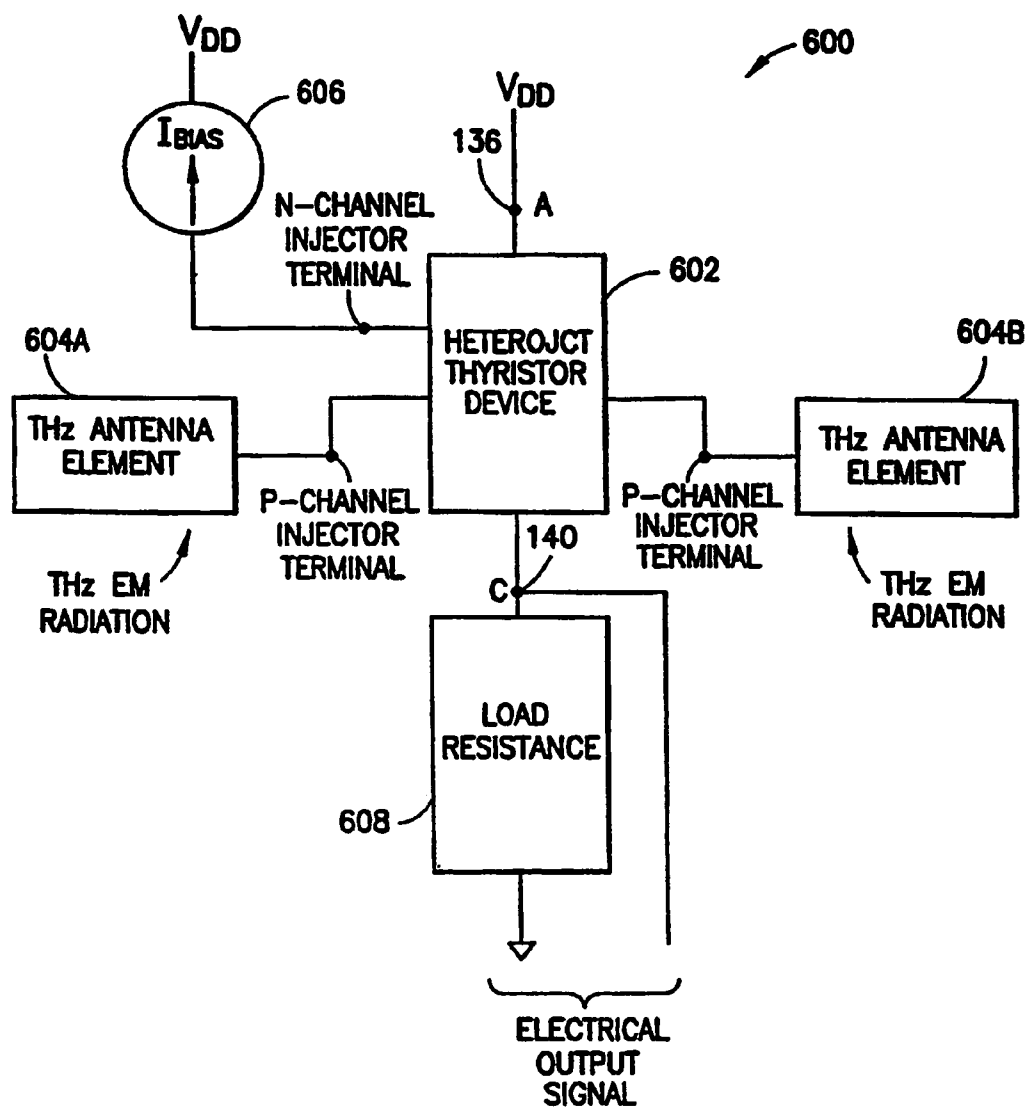 VDD
600
606
IBIAS
VDD
136
A
N-CHANNEL
INJECTOR
TERMINAL
602
604A
604B
HETEROJCT
THYRISTOR
DEVICE
THz ANTENNA
ELEMENT
THz ANTENNA
ELEMENT
P-CHANNEL
INJECTOR
TERMINAL
P-CHANNEL
INJECTOR
TERMINAL
140
C
THz EM
RADIATION
THz EM
RADIATION
LOAD
RESISTANCE
608
ELECTRICAL
OUTPUT
SIGNAL